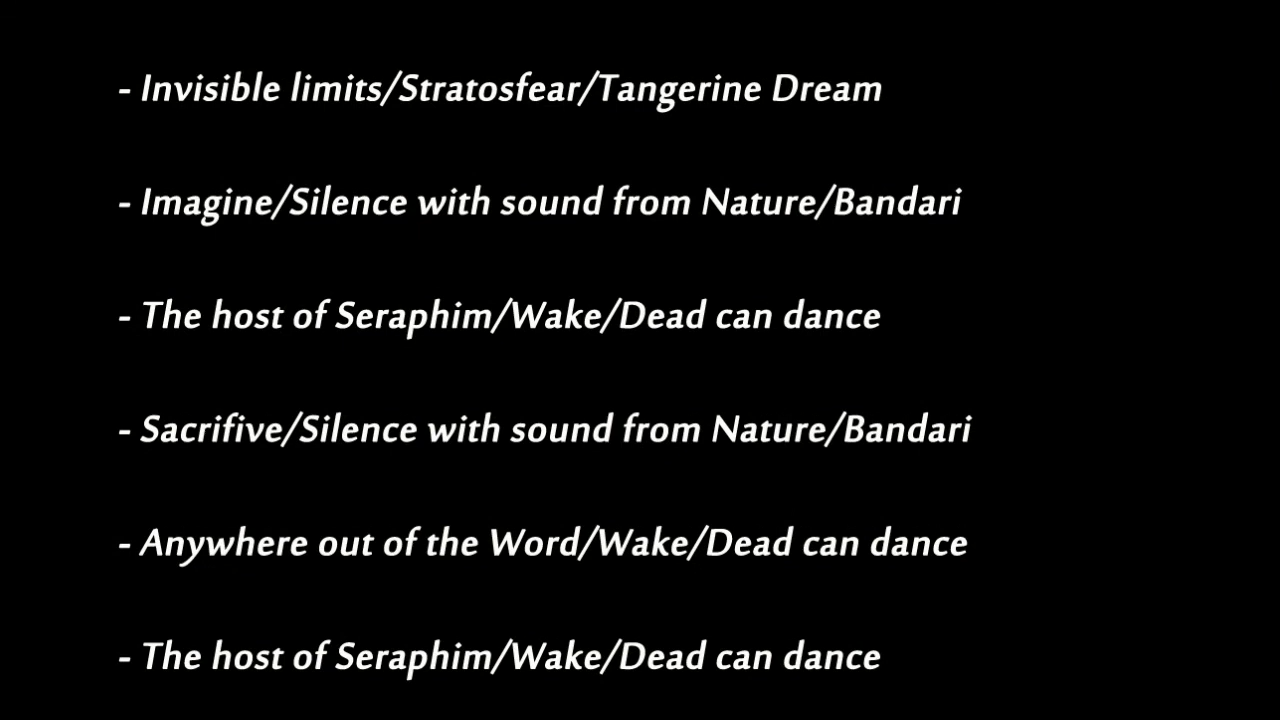 - Invisible limits/Stratosfear/Tangerine Dream
- Imagine/Silence with sound from Nature/Bandari
- The host of Seraphim/Wake/Dead can dance
- Sacrifive/Silence with sound from Nature/Bandari
- Anywhere out of the Word/Wake/Dead can dance
- The host of Seraphim/Wake/Dead can dance